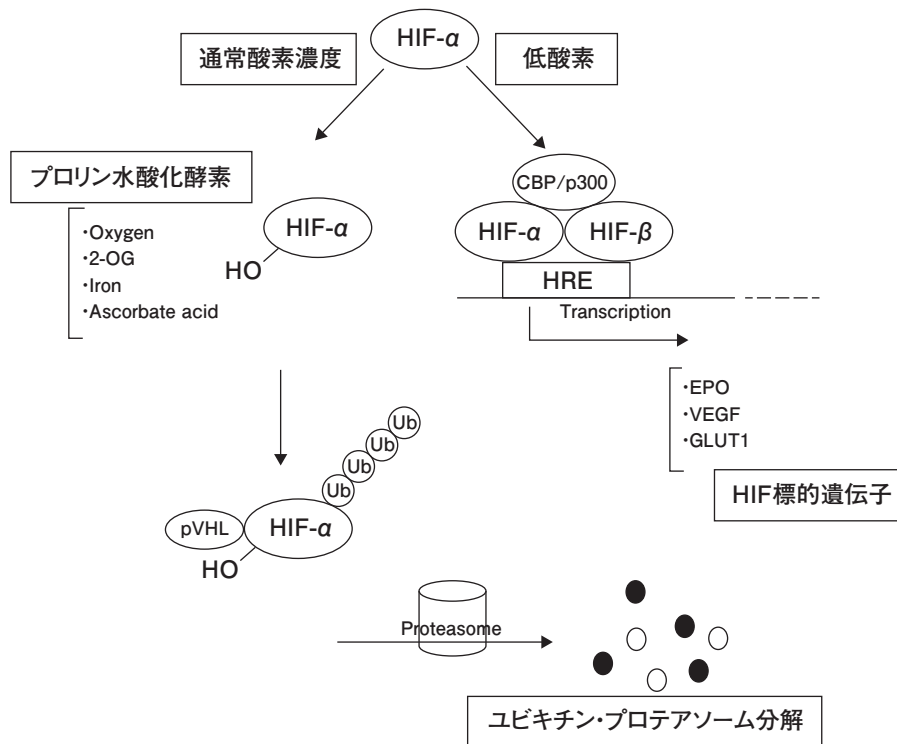 HIF-α
通常酸素濃度
低酸素
プロリン水酸化酵素
・Oxygen
・2-OG
・Iron
・Ascorbate acid
HIF-α
HO
CBP/p300
HIF-α
HIF-β
HRE
Transcription
・EPO
・VEGF
・GLUT1
HIF標的遺伝子
Ub
Ub
Ub
Ub
pVHL
HIF-α
HO
Proteasome
ユビキチン・プロテアソーム分解